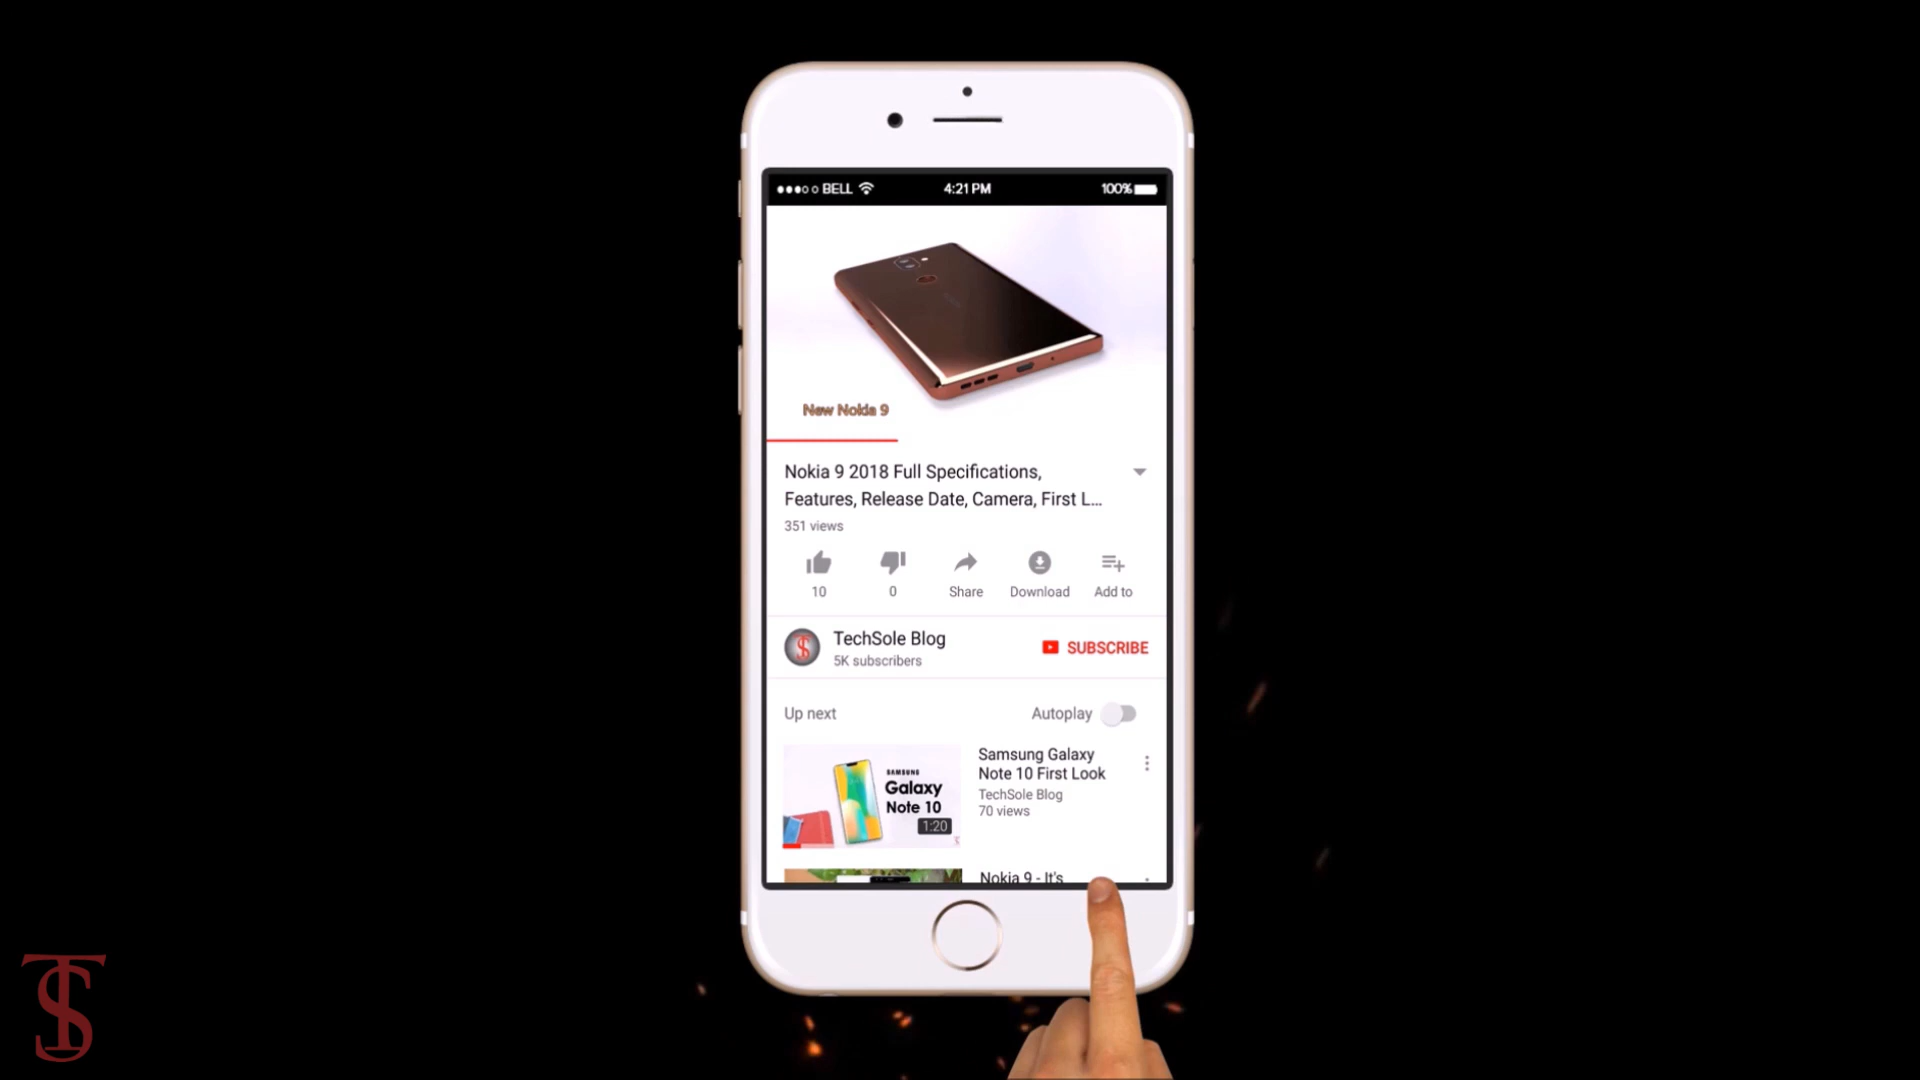 BELL
4:21 PM
100%
New Nokia 9
Nokia 9 2018 Full Specifications,
Features, Release Date, Camera, First L...
351 views
10
0
Share
Download
Add to
TechSole Blog
5K subscribers
SUBSCRIBE
Up next
Autoplay
SAMSUNG
Galaxy
Note 10
1:20
Samsung Galaxy
Note 10 First Look
TechSole Blog
70 views
Nokia 9 - It's
TS